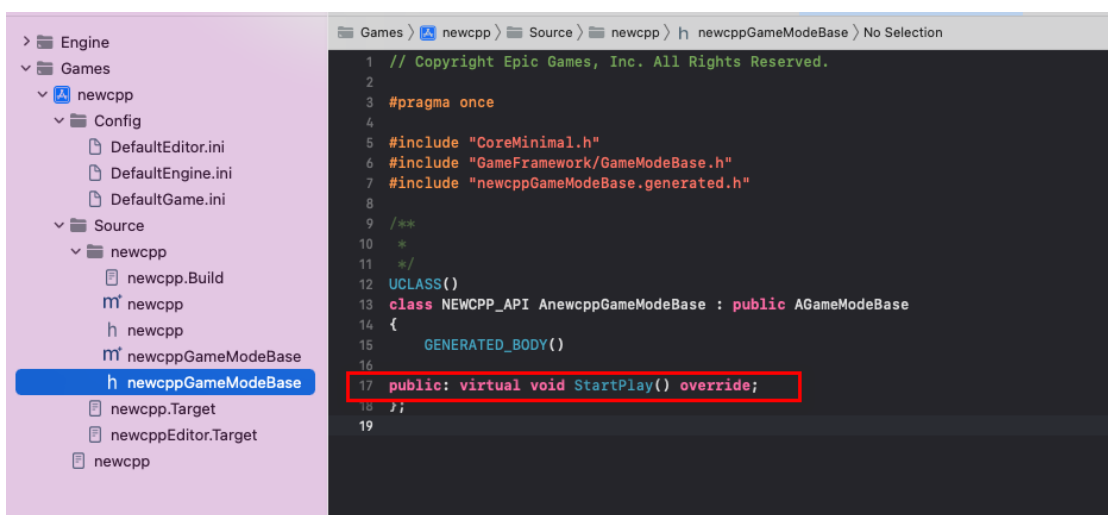 Engine
Games
newcpp
Config
DefaultEditor.ini
DefaultEngine.ini
DefaultGame.ini
Source
newcpp
newcpp.Build
newcpp
h newcpp
newcppGameModeBase
h newcppGameModeBase
newcpp.Target
newcppEditor.Target
newcpp
Games 〉 newcpp 〉 Source 〉 newcpp 〉 h newcppGameModeBase 〉 No Selection
1 // Copyright Epic Games, Inc. All Rights Reserved.
2
3 #pragma once
4
5 #include "CoreMinimal.h"
6 #include "GameFramework/GameModeBase.h"
7 #include "newcppGameModeBase.generated.h"
8
9 /**
10 *
11 */
12 UCLASS()
13 class NEWCPP_API AnewcppGameModeBase : public AGameModeBase
14 {
15 GENERATED_BODY()
16
17 public: virtual void StartPlay() override;
18 };
19